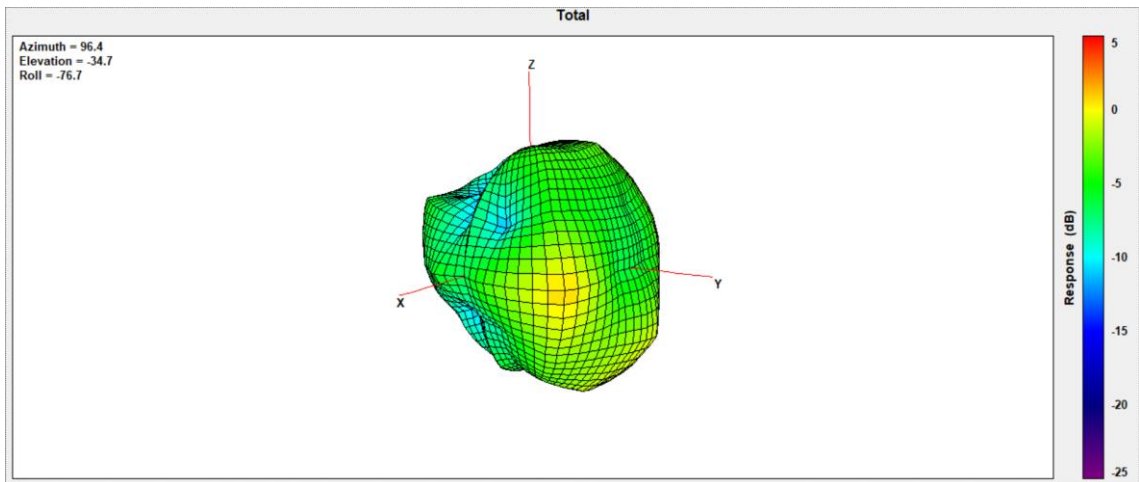 Total
Azimuth = 96.4
Elevation = -34.7
Roll = -76.7
Z
X
Y
5
0
-5
-10
-15
-20
-25
Response (dB)